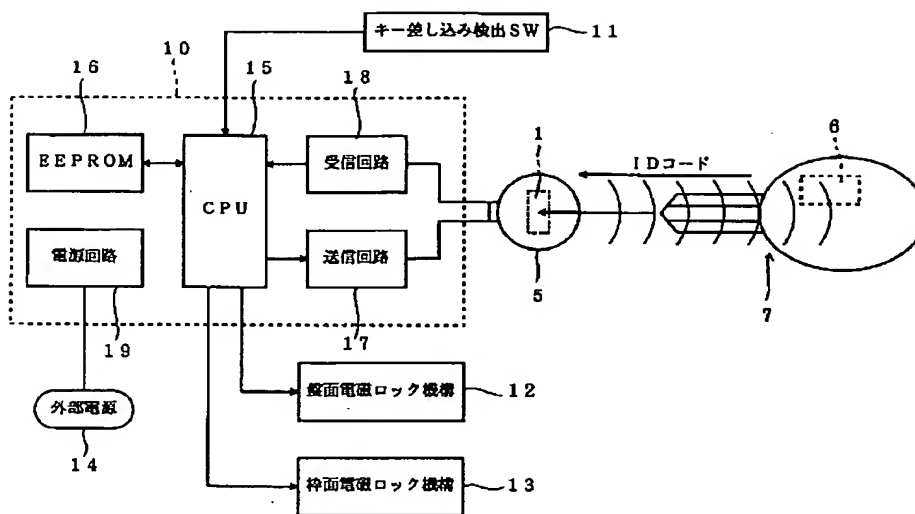 キー差し込み検出SW
11
10
16
15
18
6
EEPROM
CPU
受信回路
1
IDコード
電源回路
送信回路
5
7
19
17
外部電源
14
盤面電磁ロック機構
12
枠面電磁ロック機構
13